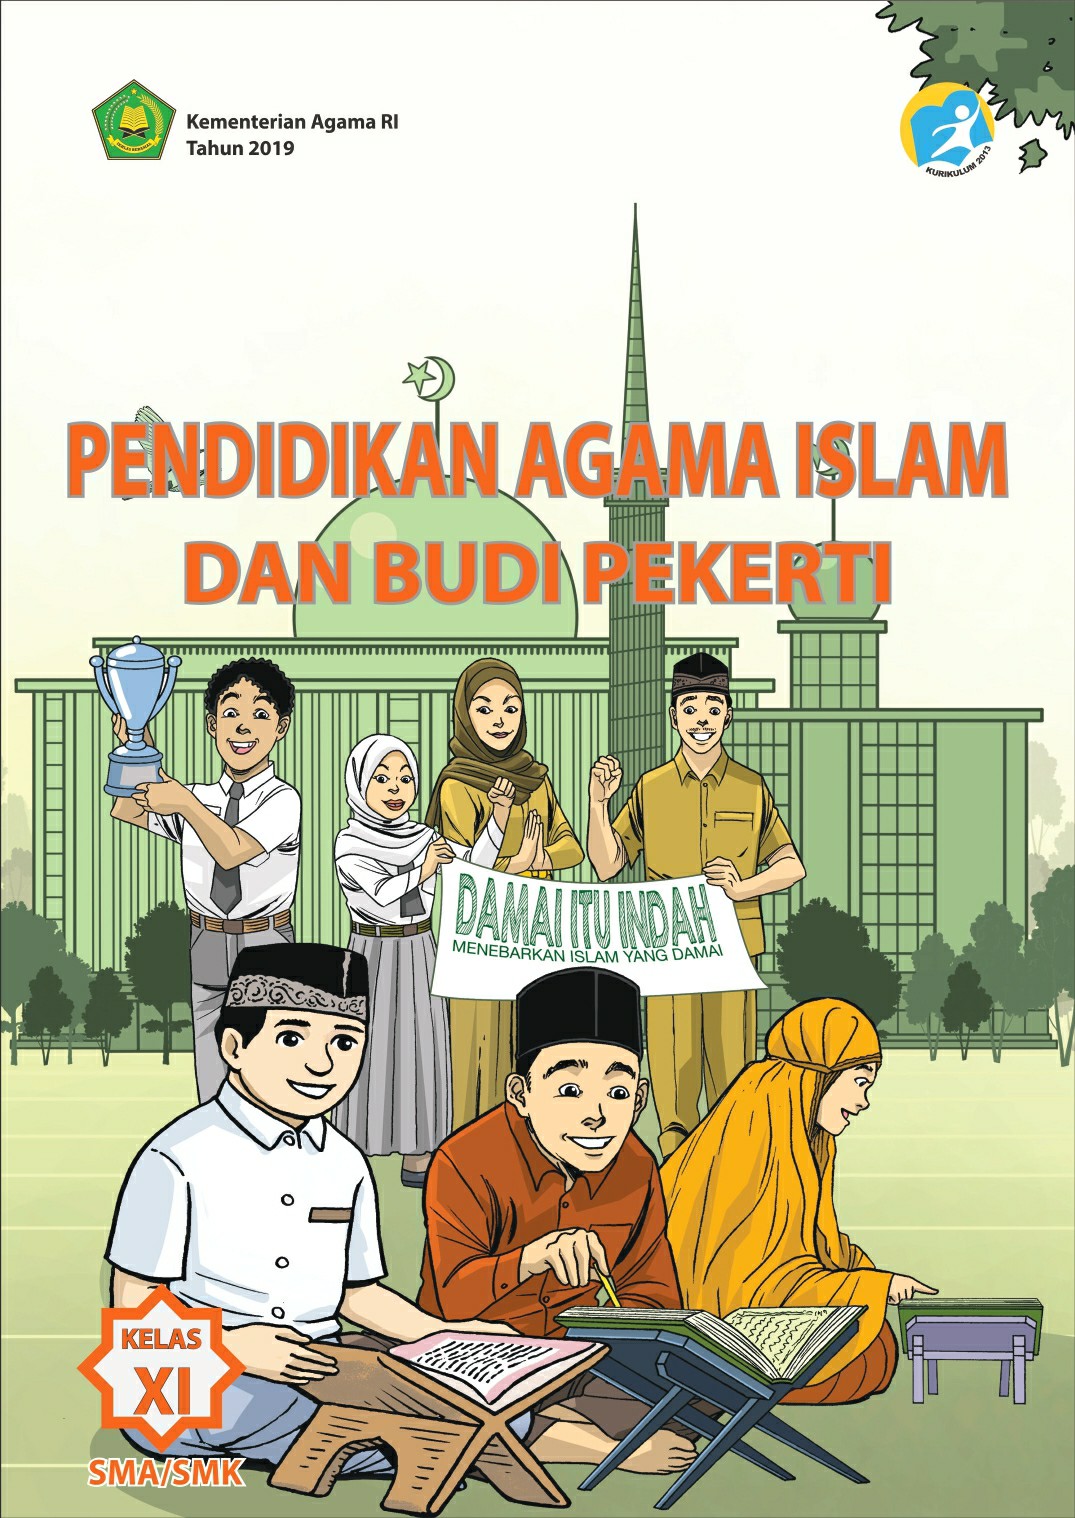 Kementerian Agama RI
Tahun 2019
KURIKULUM 2013
PENDIDIKAN AGAMA ISLAM
DAN BUDI PEKERTI
DAMAI ITU INDAH
MENEBARKAN ISLAM YANG DAMAI
KELAS
XI
SMA/SMK